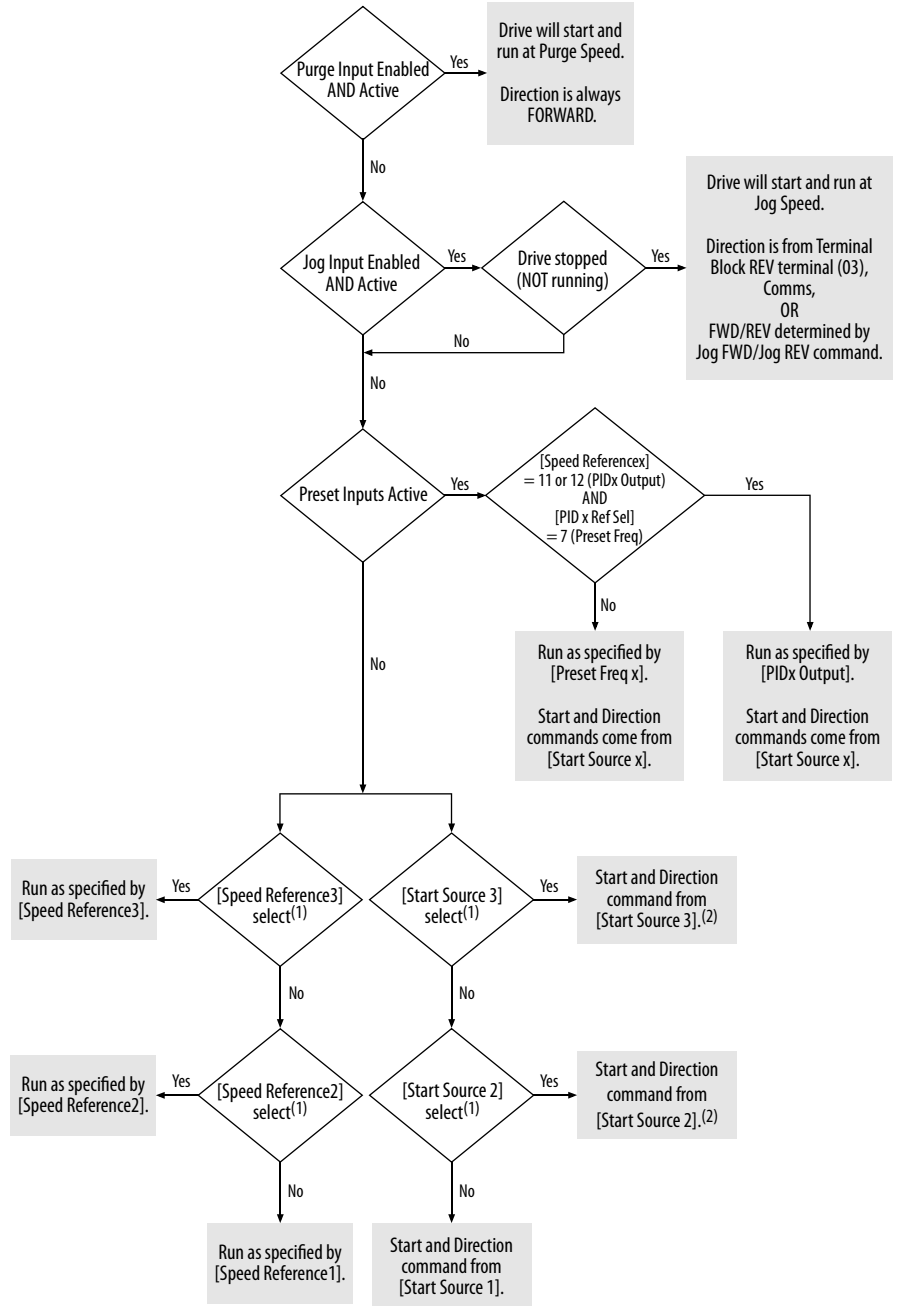 Purge Input Enabled
AND Active
Yes
Drive will start and
run at Purge Speed.
Direction is always
FORWARD.
No
Jog Input Enabled
AND Active
Yes
Drive stopped
(NOT running)
Yes
Drive will start and run at
Jog Speed.
Direction is from Terminal
Block REV terminal (03),
Comms,
OR
FWD/REV determined by
Jog FWD/Jog REV command.
No
No
Preset Inputs Active
Yes
[Speed Referencex]
= 11 or 12 (PIDx Output)
AND
[PID x Ref Sel]
= 7 (Preset Freq)
Yes
No
Run as specified by
[Preset Freq x].
Start and Direction
commands come from
[Start Source x].
Run as specified by
[PIDx Output].
Start and Direction
commands come from
[Start Source x].
No
Run as specified by
[Speed Reference3].
Yes
[Speed Reference3]
select(1)
[Start Source 3]
select(1)
Yes
Start and Direction
command from
[Start Source 3].(2)
No
No
Run as specified by
[Speed Reference2].
Yes
[Speed Reference2]
select(1)
[Start Source 2]
select(1)
Yes
Start and Direction
command from
[Start Source 2].(2)
No
No
Run as specified by
[Speed Reference1].
Start and Direction
command from
[Start Source 1].